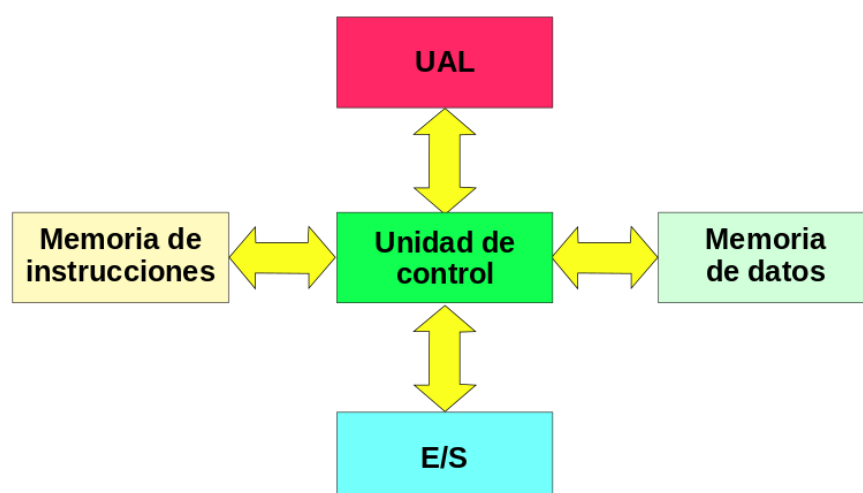 UAL
Memoria de
instrucciones
Unidad de
control
Memoria
de datos
E/S